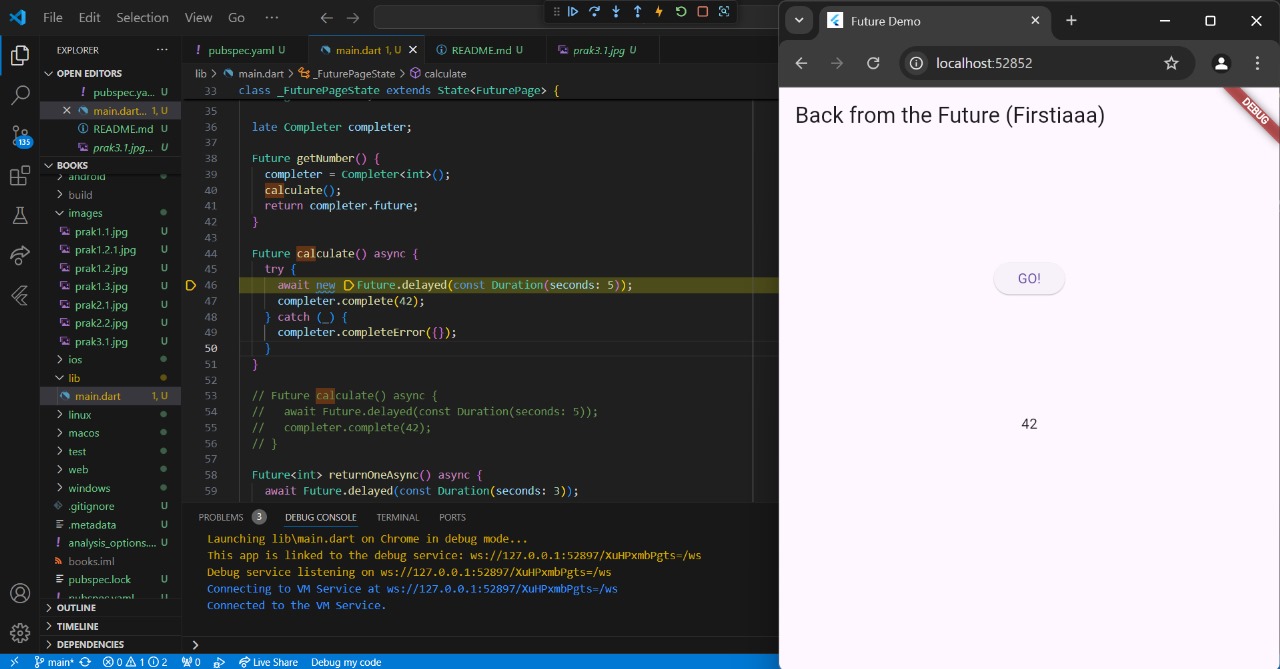 File Edit Selection View Go ···
EXPLORER ···
OPEN EDITORS
! pubspec.ya... U
× main.dart... 1, U
README.md U
prak3.1.jpg... U
BOOKS
android
build
images
prak1.1.jpg U
prak1.2.1.jpg U
prak1.2.jpg U
prak1.3.jpg U
prak2.1.jpg U
prak2.2.jpg U
prak3.1.jpg U
ios
lib
main.dart 1, U
linux
macos
test
web
windows
.gitignore U
.metadata U
! analysis_options.... U
books.iml
pubspec.lock U
! pubspec.yaml U
OUTLINE
TIMELINE
DEPENDENCIES
135
! pubspec.yaml U main.dart 1, U × README.md U prak3.1.jpg U
lib > main.dart > _FuturePageState > calculate
33 class _FuturePageState extends State<FuturePage> {
35
36 late Completer completer;
37
38 Future getNumber() {
39 completer = Completer<int>();
40 calculate();
41 return completer.future;
42 }
43
44 Future calculate() async {
45 try {
46 await new Future.delayed(const Duration(seconds: 5));
47 completer.complete(42);
48 } catch (_) {
49 completer.completeError({});
50 }
51 }
52
53 // Future calculate() async {
54 //   await Future.delayed(const Duration(seconds: 5));
55 //   completer.complete(42);
56 // }
57
58 Future<int> returnOneAsync() async {
59 await Future.delayed(const Duration(seconds: 3));
PROBLEMS 3 DEBUG CONSOLE TERMINAL PORTS
Launching lib\main.dart on Chrome in debug mode...
This app is linked to the debug service: ws://127.0.0.1:52897/XuHPxmbPgts=/ws
Debug service listening on ws://127.0.0.1:52897/XuHPxmbPgts=/ws
Connecting to VM Service at ws://127.0.0.1:52897/XuHPxmbPgts=/ws
Connected to the VM Service.
main* 0 1 2 0 Live Share Debug my code
Future Demo
localhost:52852
Back from the Future (Firstiaaa)
DEBUG
GO!
42